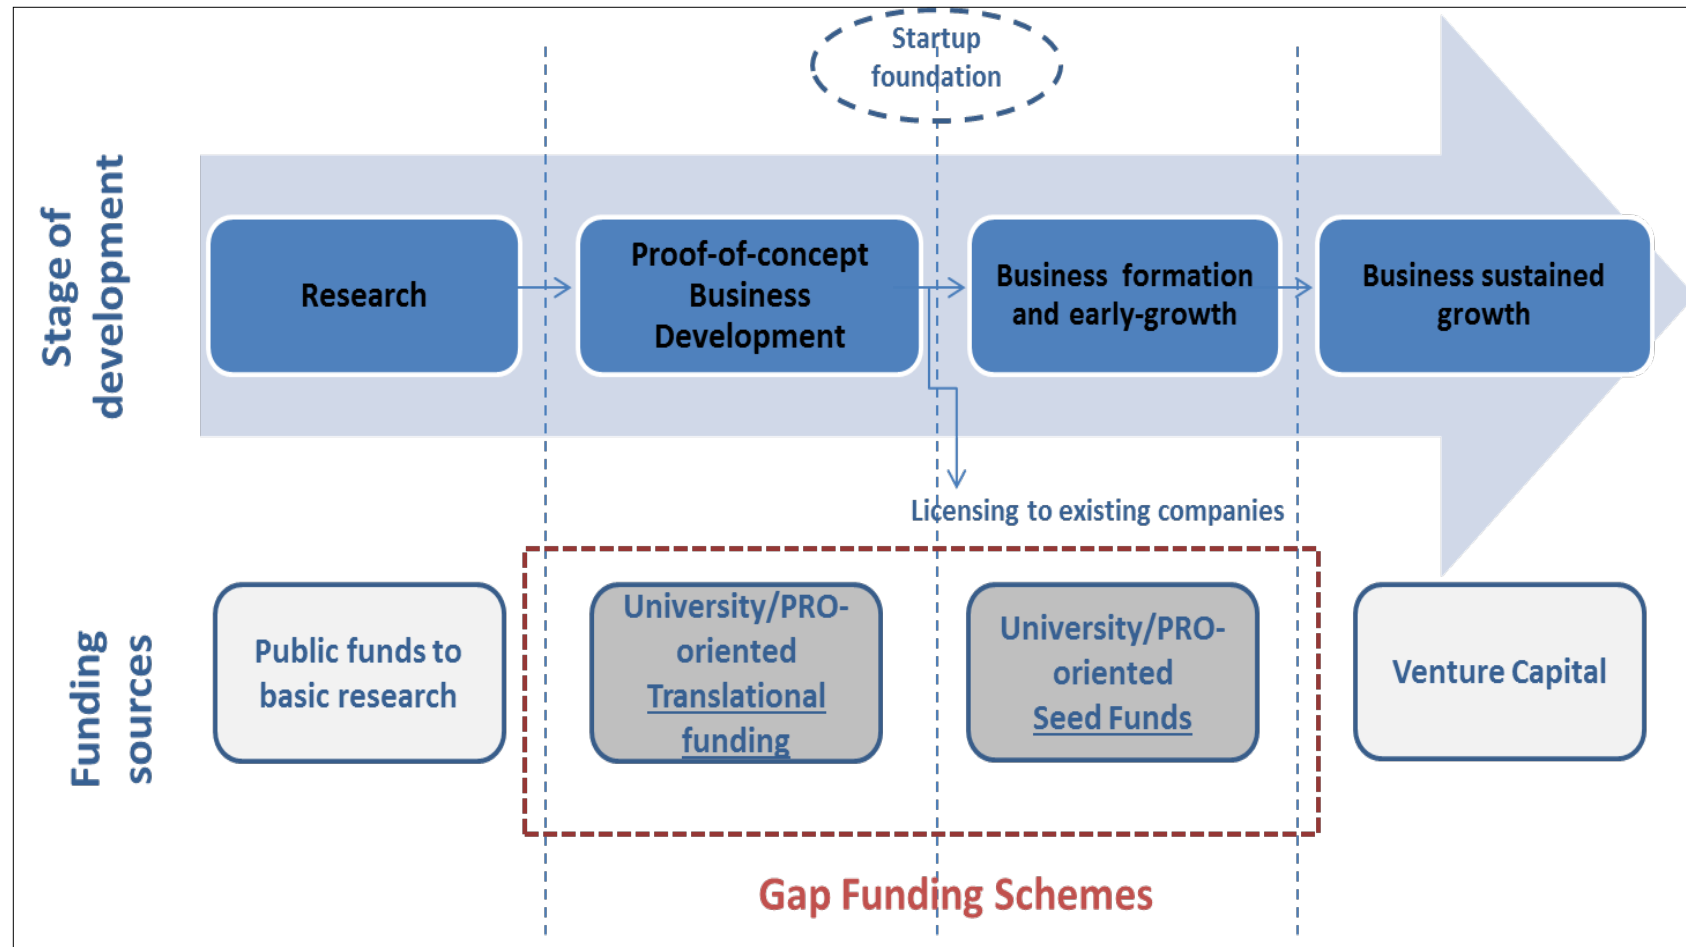 Startup
foundation
Stage of
development
Research
Proof-of-concept
Business
Development
Business formation
and early-growth
Business sustained
growth
Licensing to existing companies
Funding
sources
Public funds to
basic research
University/PRO-
oriented
Translational
funding
University/PRO-
oriented
Seed Funds
Venture Capital
Gap Funding Schemes